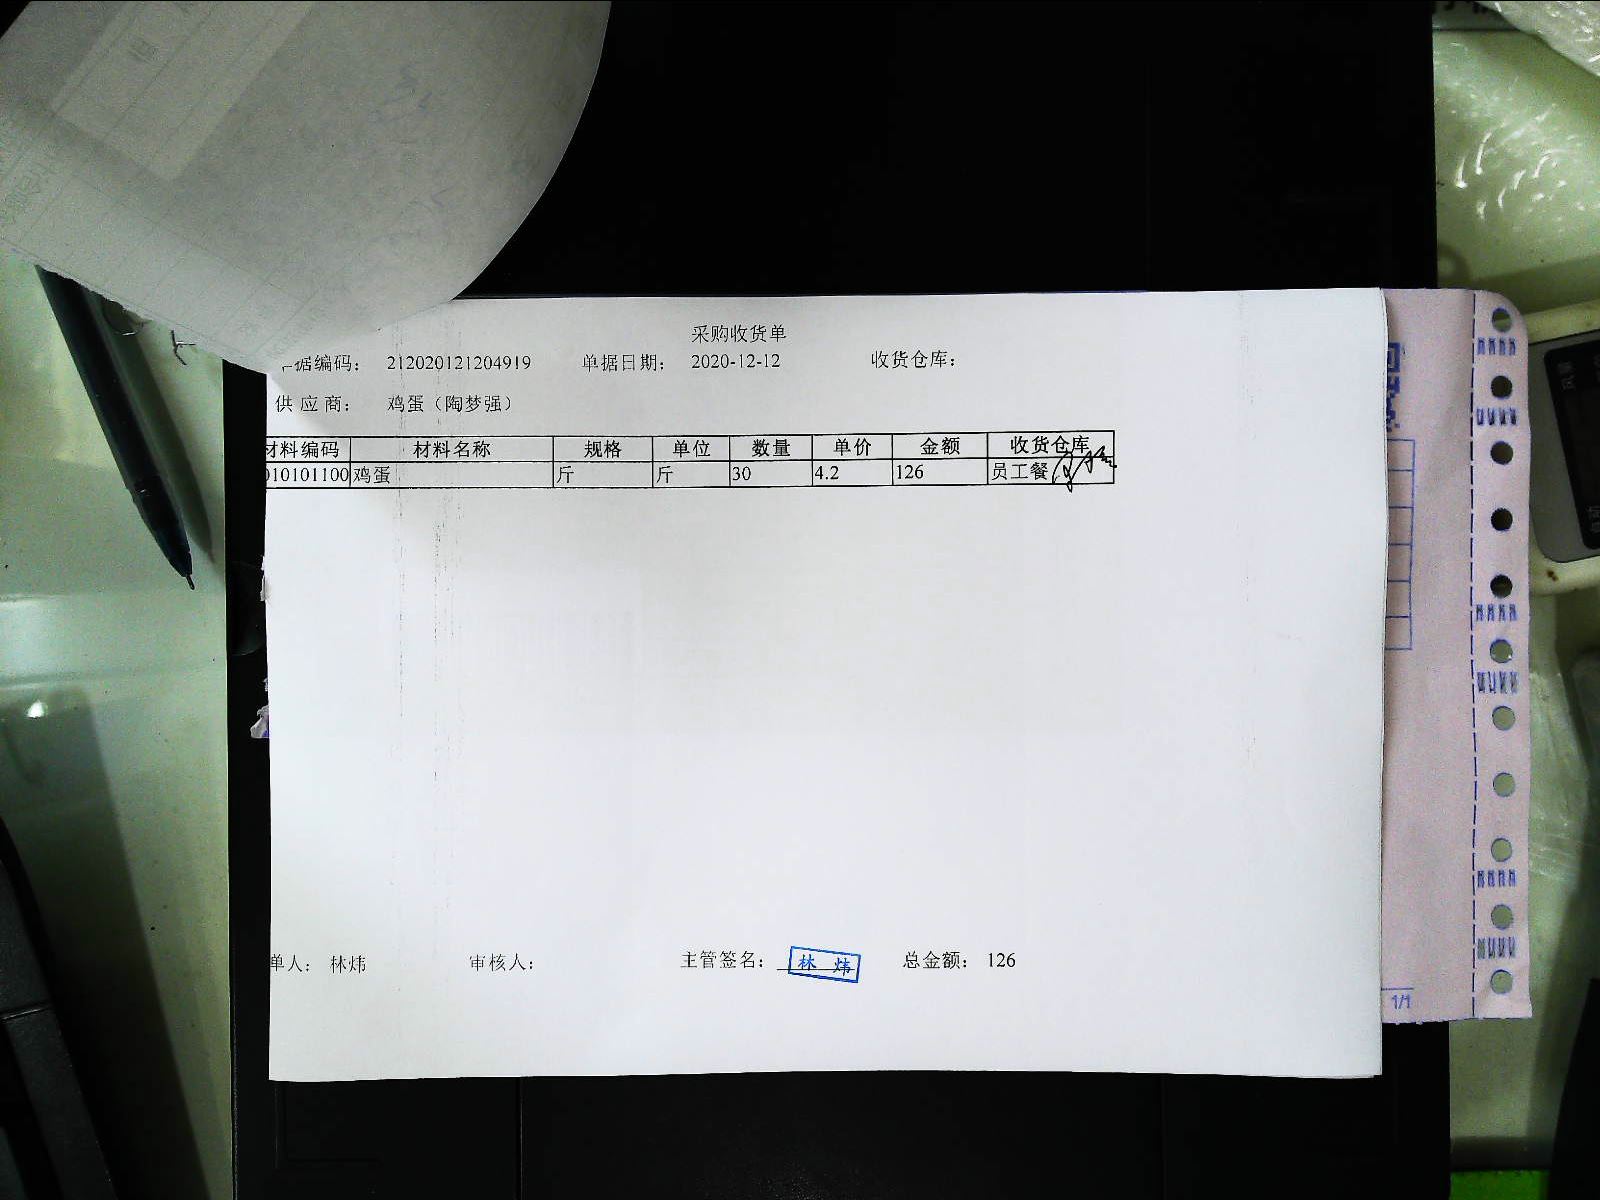 采购收货单
据编码： 212020121204919 单据日期： 2020-12-12 收货仓库：
供应商： 鸡蛋（陶梦强）
材料编码 材料名称 规格 单位 数量 单价 金额 收货仓库
010101100 鸡蛋 斤 斤 30 4.2 126 员工餐
单人： 林炜 审核人： 主管签名： 林炜 总金额： 126
1/1